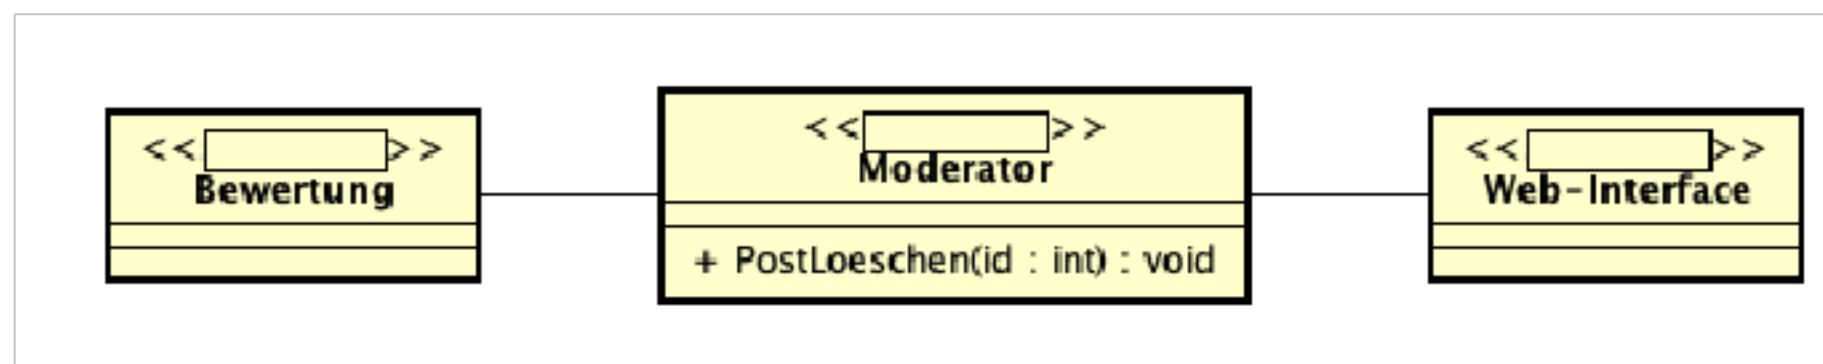 << >>
Bewertung
<< >>
Moderator
+ PostLoeschen(id : int) : void
<< >>
Web-Interface